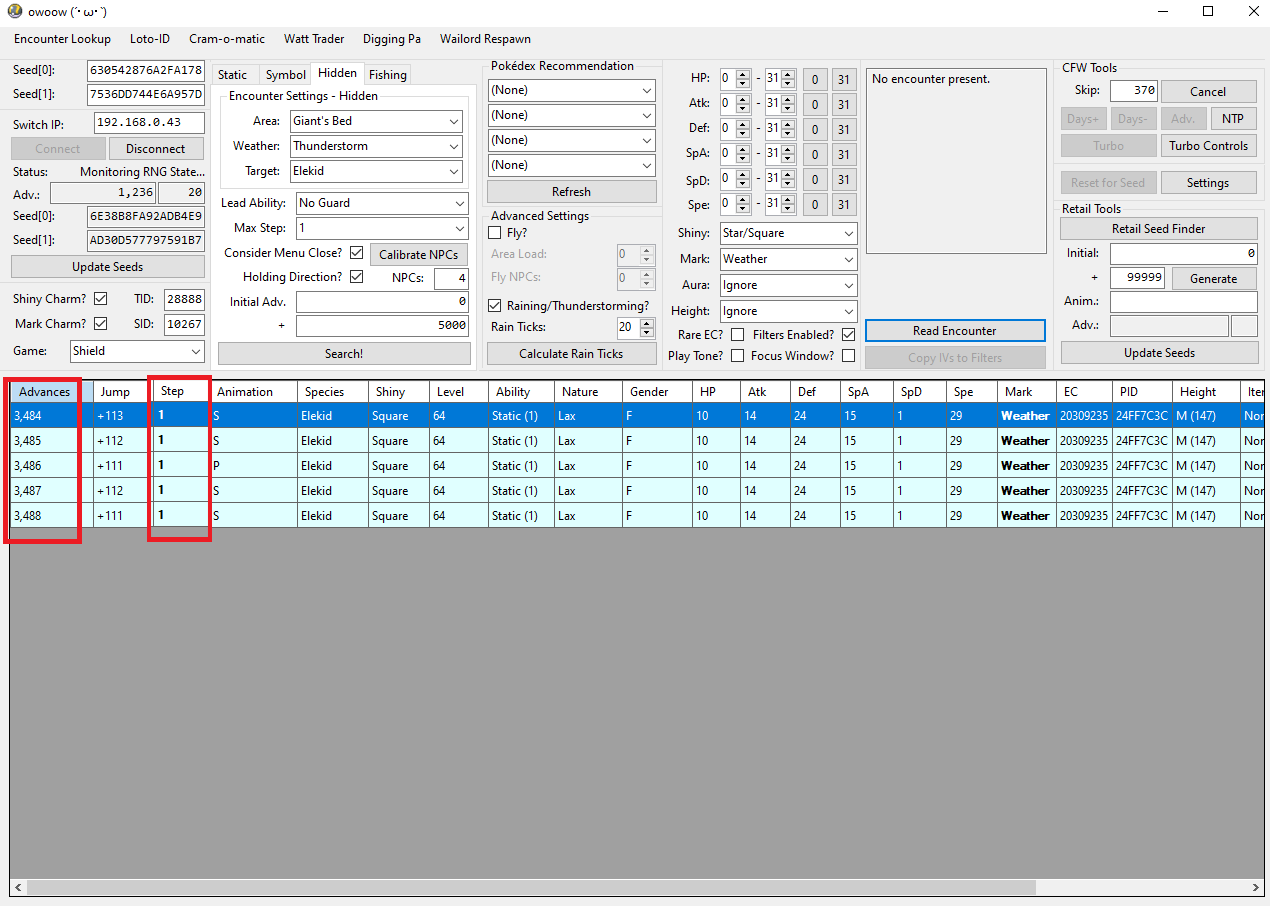 owoow (´･ω･`)
Encounter Lookup Loto-ID Cram-o-matic Watt Trader Digging Pa Wailord Respawn
Seed[0]: 630542876A2FA178
Seed[1]: 7536DD744E6A957D
Switch IP: 192.168.0.43
Connect Disconnect
Status: Monitoring RNG State...
Adv.: 1,236 20
Seed[0]: 6E38B8FA92ADB4E9
Seed[1]: AD30D577797591B7
Update Seeds
Shiny Charm? TID: 28888
Mark Charm? SID: 10267
Game: Shield
Static Symbol Hidden Fishing
Encounter Settings - Hidden
Area: Giant's Bed
Weather: Thunderstorm
Target: Elekid
Lead Ability: No Guard
Max Step: 1
Consider Menu Close? Calibrate NPCs
Holding Direction? NPCs: 4
Initial Adv. 0
+ 5000
Search!
Pokédex Recommendation
(None)
(None)
(None)
(None)
Refresh
Advanced Settings
Fly?
Area Load: 0
Fly NPCs: 0
Raining/Thunderstorming?
Rain Ticks: 20
Calculate Rain Ticks
HP: 0 - 31 0 31
Atk: 0 - 31 0 31
Def: 0 - 31 0 31
SpA: 0 - 31 0 31
SpD: 0 - 31 0 31
Spe: 0 - 31 0 31
Shiny: Star/Square
Mark: Weather
Aura: Ignore
Height: Ignore
Rare EC? Filters Enabled?
Play Tone? Focus Window?
No encounter present.
Read Encounter
Copy IVs to Filters
CFW Tools
Skip: 370 Cancel
Days+ Days- Adv. NTP
Turbo Turbo Controls
Reset for Seed Settings
Retail Tools
Retail Seed Finder
Initial: 0
+ 99999 Generate
Anim.:
Adv.:
Update Seeds
Advances Jump Step Animation Species Shiny Level Ability Nature Gender HP Atk Def SpA SpD Spe Mark EC PID Height Iter
3,484 +113 1 S Elekid Square 64 Static (1) Lax F 10 14 24 15 1 29 Weather 20309235 24FF7C3C M (147) Nor
3,485 +112 1 S Elekid Square 64 Static (1) Lax F 10 14 24 15 1 29 Weather 20309235 24FF7C3C M (147) Nor
3,486 +111 1 P Elekid Square 64 Static (1) Lax F 10 14 24 15 1 29 Weather 20309235 24FF7C3C M (147) Nor
3,487 +112 1 S Elekid Square 64 Static (1) Lax F 10 14 24 15 1 29 Weather 20309235 24FF7C3C M (147) Nor
3,488 +111 1 S Elekid Square 64 Static (1) Lax F 10 14 24 15 1 29 Weather 20309235 24FF7C3C M (147) Nor